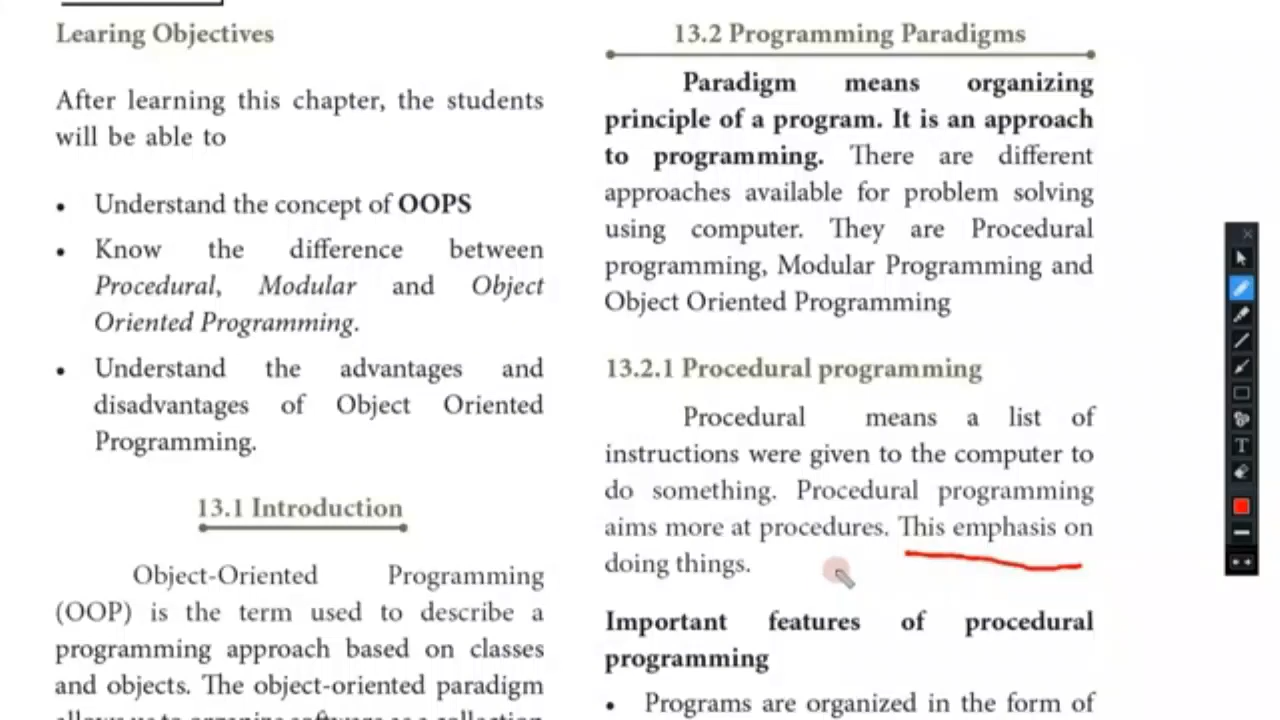 Learing Objectives
After learning this chapter, the students
will be able to
• Understand the concept of OOPS
• Know the difference between
Procedural, Modular and Object
Oriented Programming.
• Understand the advantages and
disadvantages of Object Oriented
Programming.
13.1 Introduction
Object-Oriented Programming
(OOP) is the term used to describe a
programming approach based on classes
and objects. The object-oriented paradigm
allows us to organize software as a collection
13.2 Programming Paradigms
Paradigm means organizing
principle of a program. It is an approach
to programming. There are different
approaches available for problem solving
using computer. They are Procedural
programming, Modular Programming and
Object Oriented Programming
13.2.1 Procedural programming
Procedural means a list of
instructions were given to the computer to
do something. Procedural programming
aims more at procedures. This emphasis on
doing things.
Important features of procedural
programming
• Programs are organized in the form of
T